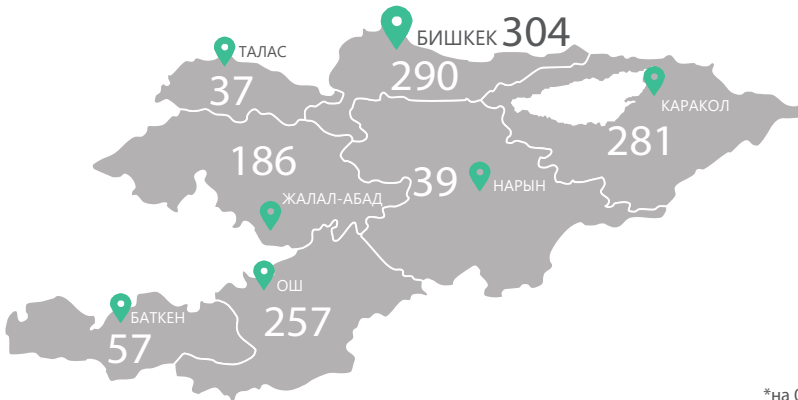 БИШКЕК 304
ТАЛАС
290
37
КАРАКОЛ
281
186
39
НАРЫН
ЖАЛАЛ-АБАД
ОШ
257
БАТКЕН
57
*на